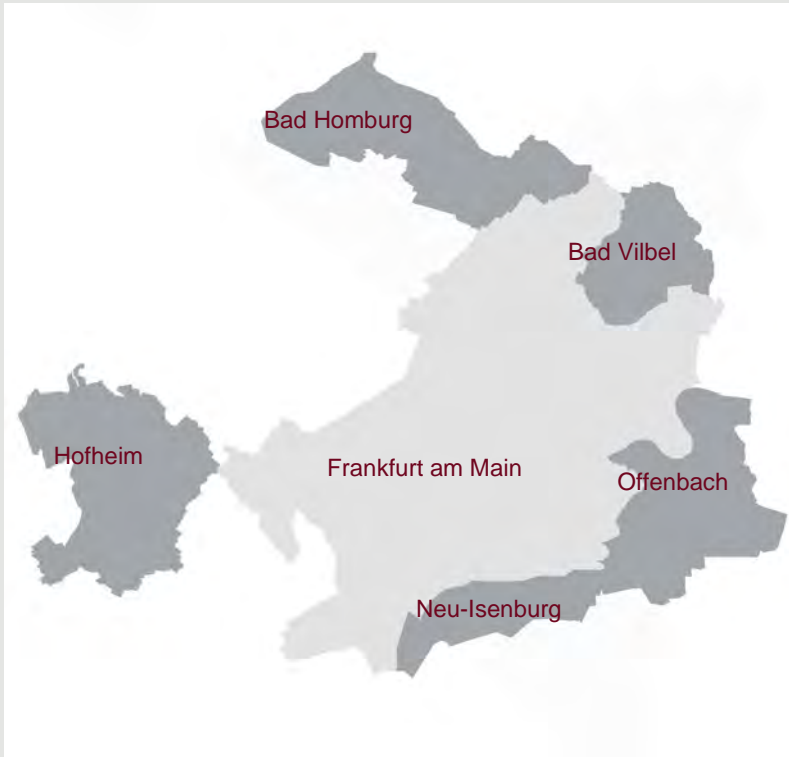 Bad Homburg
Bad Vilbel
Hofheim
Frankfurt am Main
Offenbach
Neu-Isenburg